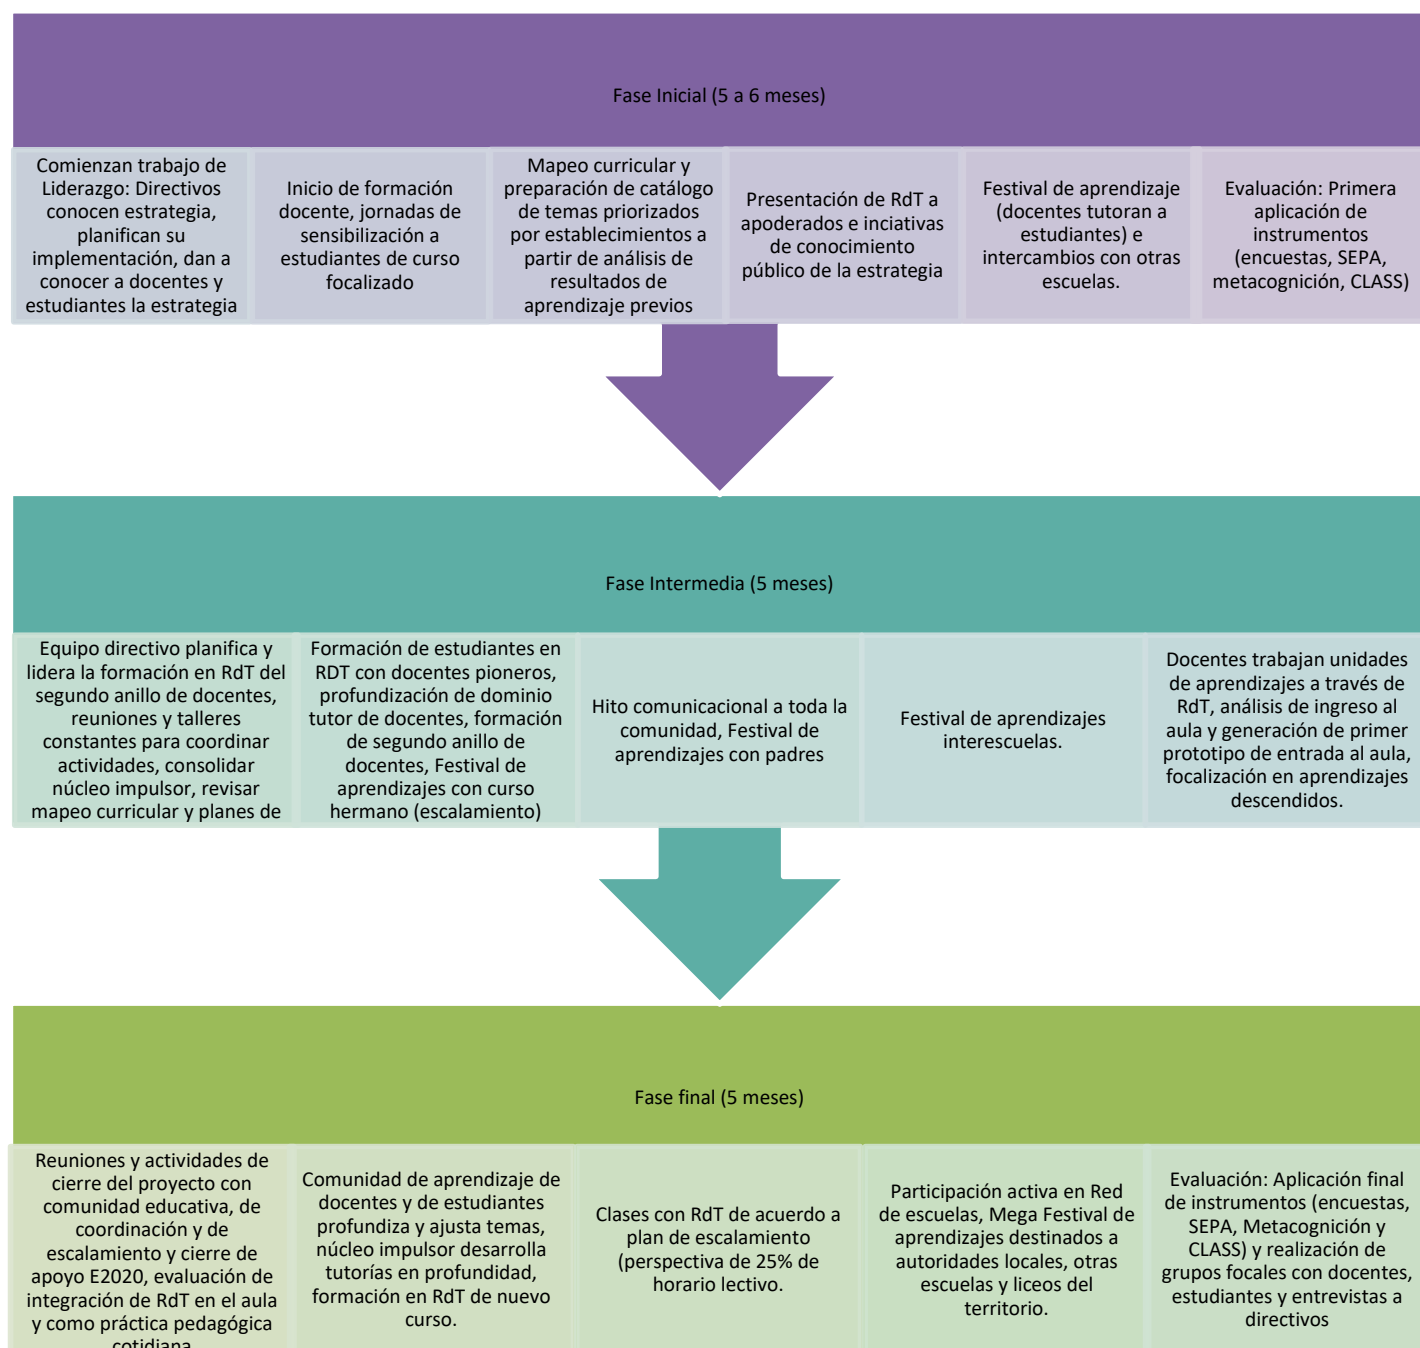 Fase Inicial (5 a 6 meses)
Comienzan trabajo de
Liderazgo: Directivos
conocen estrategia,
planifican su
implementación, dan a
conocer a docentes y
estudiantes la estrategia
Inicio de formación
docente, jornadas de
sensibilización a
estudiantes de curso
focalizado
Mapeo curricular y
preparación de catálogo
de temas priorizados
por establecimientos a
partir de análisis de
resultados de
aprendizaje previos
Presentación de RdT a
apoderados e inciativas
de conocimiento
público de la estrategia
Festival de aprendizaje
(docentes tutoran a
estudiantes) e
intercambios con otras
escuelas.
Evaluación: Primera
aplicación de
instrumentos
(encuestas, SEPA,
metacognición, CLASS)
Fase Intermedia (5 meses)
Equipo directivo planifica y
lidera la formación en RdT del
segundo anillo de docentes,
reuniones y talleres
constantes para coordinar
actividades, consolidar
núcleo impulsor, revisar
mapeo curricular y planes de
Formación de estudiantes en
RDT con docentes pioneros,
profundización de dominio
tutor de docentes, formación
de segundo anillo de
docentes, Festival de
aprendizajes con curso
hermano (escalamiento)
Hito comunicacional a toda la
comunidad, Festival de
aprendizajes con padres
Festival de aprendizajes
interescuelas.
Docentes trabajan unidades
de aprendizajes a través de
RdT, análisis de ingreso al
aula y generación de primer
prototipo de entrada al aula,
focalización en aprendizajes
descendidos.
Fase final (5 meses)
Reuniones y actividades de
cierre del proyecto con
comunidad educativa, de
coordinación y de
escalamiento y cierre de
apoyo E2020, evaluación de
integración de RdT en el aula
y como práctica pedagógica
cotidiana
Comunidad de aprendizaje de
docentes y de estudiantes
profundiza y ajusta temas,
núcleo impulsor desarrolla
tutorías en profundidad,
formación en RdT de nuevo
curso.
Clases con RdT de acuerdo a
plan de escalamiento
(perspectiva de 25% de
horario lectivo.
Participación activa en Red
de escuelas, Mega Festival de
aprendizajes destinados a
autoridades locales, otras
escuelas y liceos del
territorio.
Evaluación: Aplicación final
de instrumentos (encuestas,
SEPA, Metacognición y
CLASS) y realización de
grupos focales con docentes,
estudiantes y entrevistas a
directivos